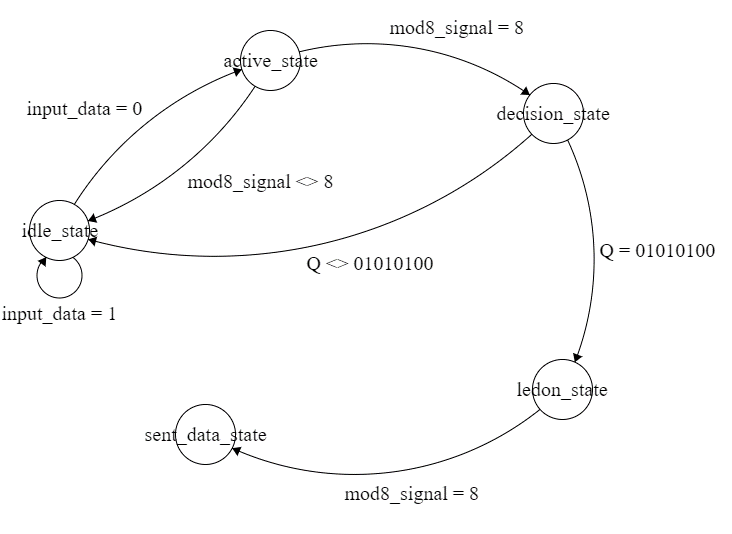 mod8_signal = 8
active_state
input_data = 0
decision_state
mod8_signal <> 8
idle_state
Q <> 01010100
Q = 01010100
input_data = 1
ledon_state
sent_data_state
mod8_signal = 8